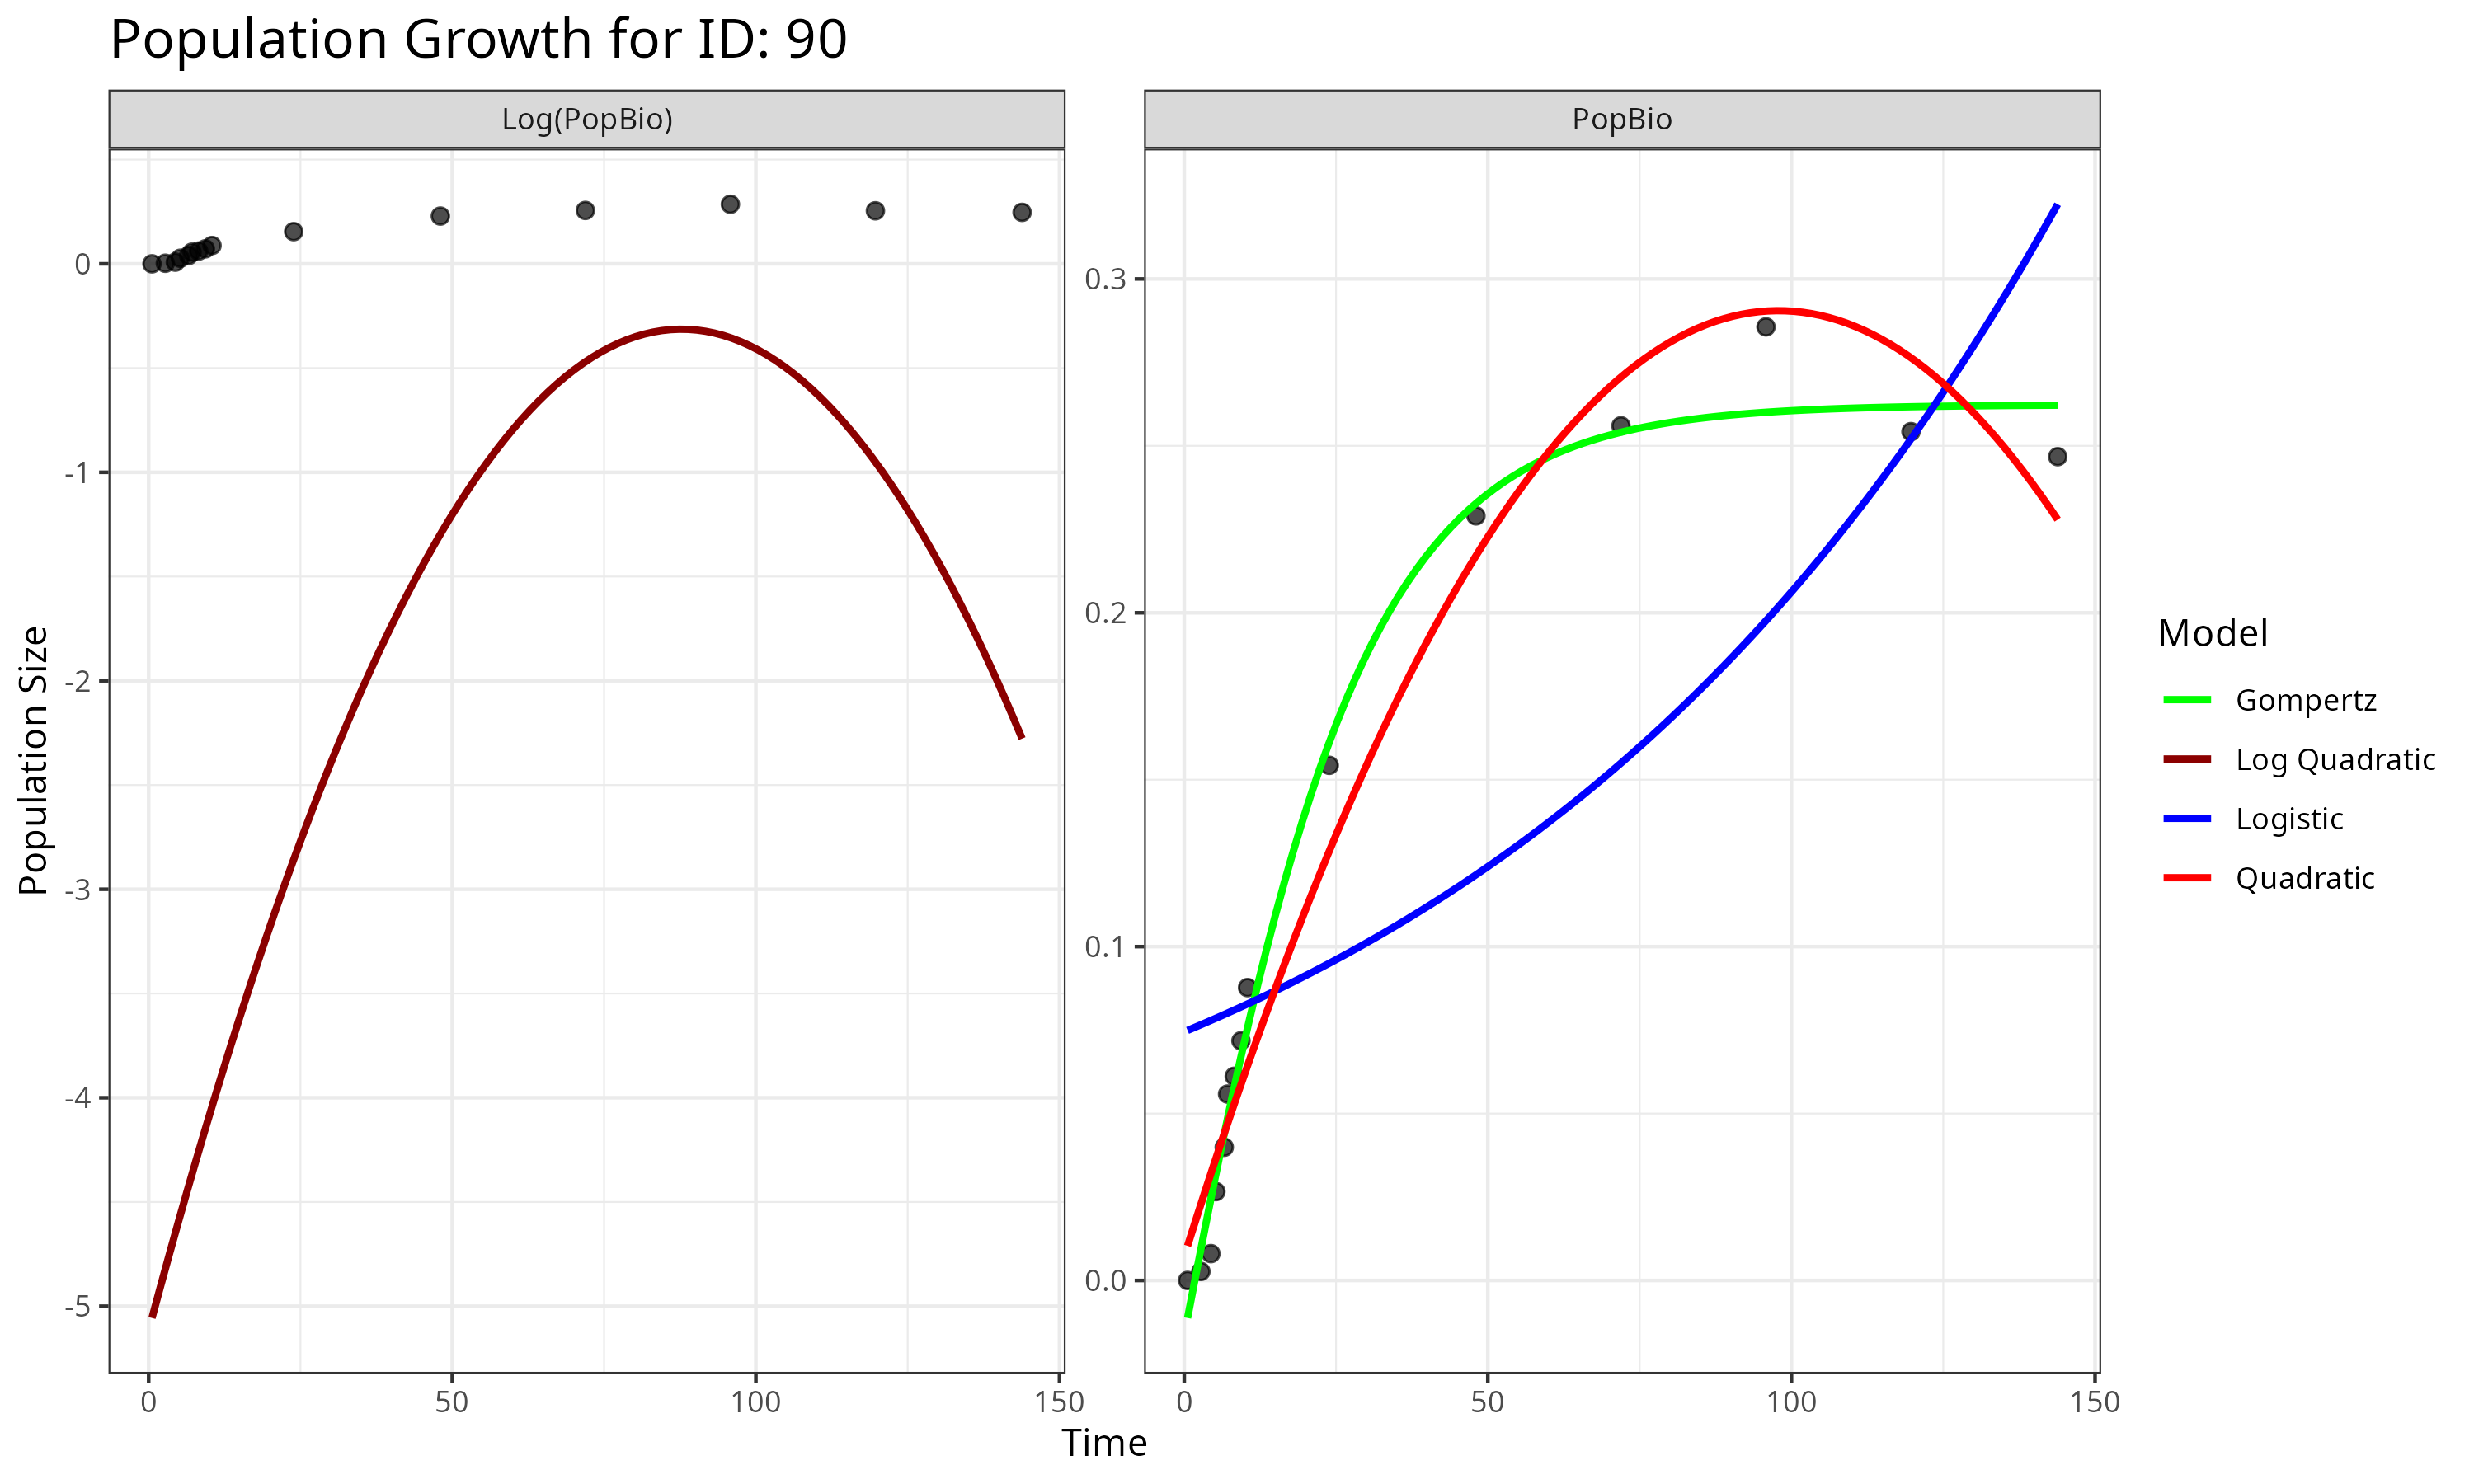 Population Growth for ID: 90
Log(PopBio)
PopBio
Population Size
0
-1
-2
-3
-4
-5
0.3
0.2
0.1
0.0
0 50 100 150
0 50 100 150
Time
Model
Gompertz
Log Quadratic
Logistic
Quadratic